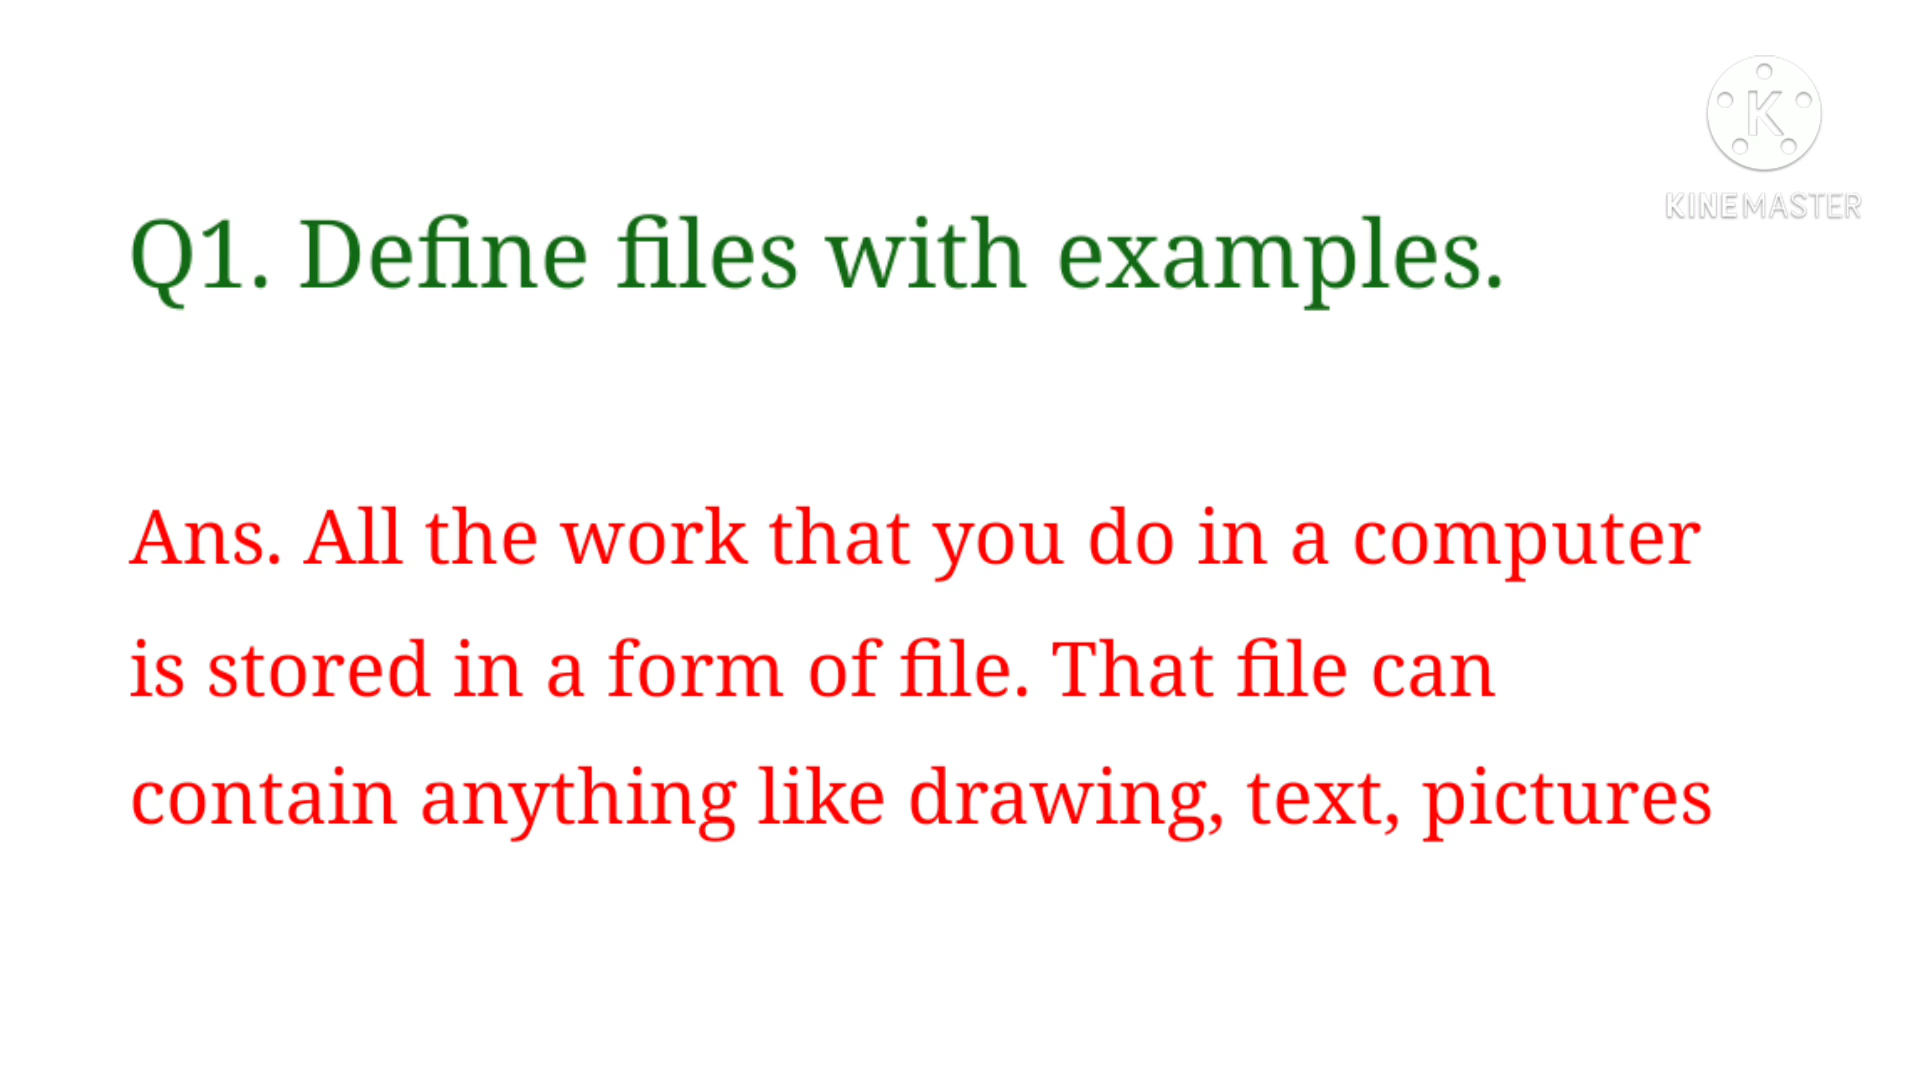 K
KINEMASTER
Q1. Define files with examples.
Ans. All the work that you do in a computer
is stored in a form of file. That file can
contain anything like drawing, text, pictures